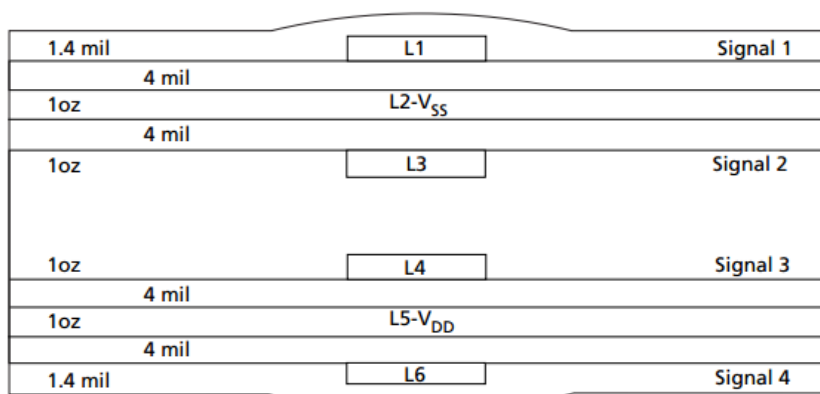 1.4 mil L1 Signal 1
4 mil
1oz L2-VSS
4 mil
1oz L3 Signal 2
1oz L4 Signal 3
4 mil
1oz L5-VDD
4 mil
1.4 mil L6 Signal 4